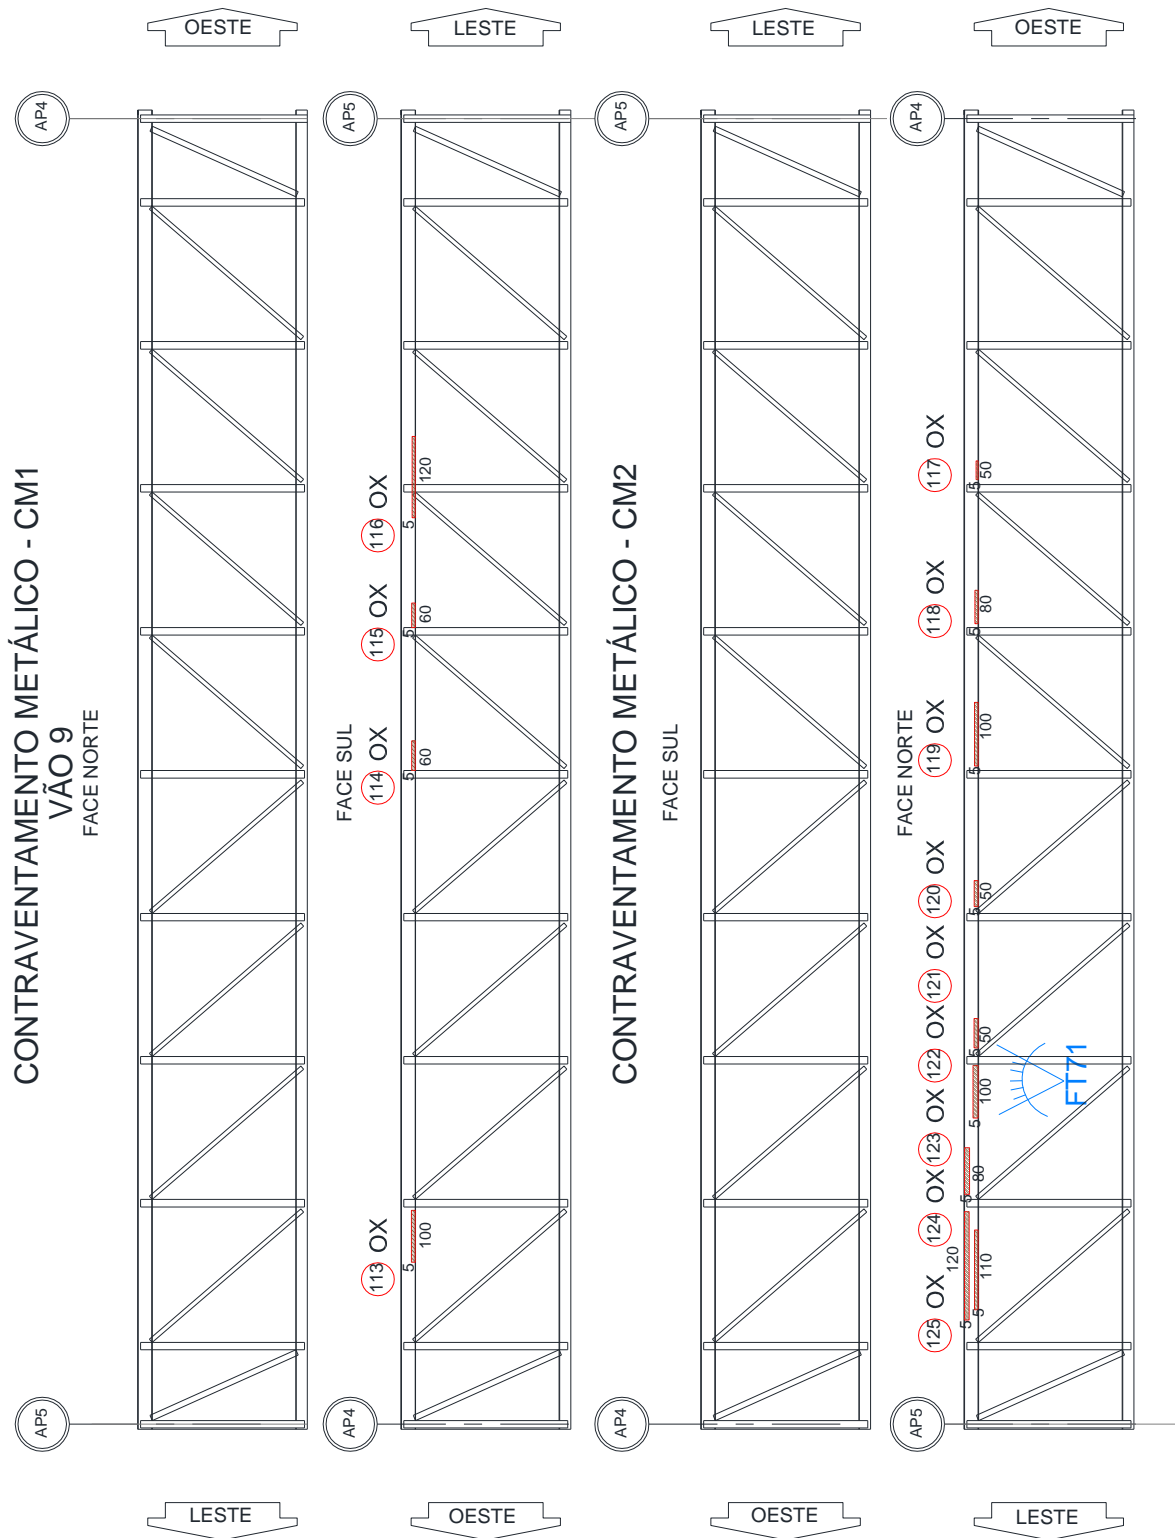 OESTE
LESTE
LESTE
OESTE
AP4
AP5
AP5
AP4
CONTRAVENTAMENTO METÁLICO - CM1
VÃO 9
FACE NORTE
FACE SUL
113 OX
5
100
114 OX
5
60
115 OX
5
60
116 OX
5
120
CONTRAVENTAMENTO METÁLICO - CM2
FACE SUL
FACE NORTE
117 OX
5
50
118 OX
5
80
119 OX
5
100
120 OX
5
50
121 OX
5
50
122 OX
5
100
123 OX
5
80
124 OX
120
5
125 OX
5
110
FT71
AP5
AP4
AP4
AP5
LESTE
OESTE
OESTE
LESTE